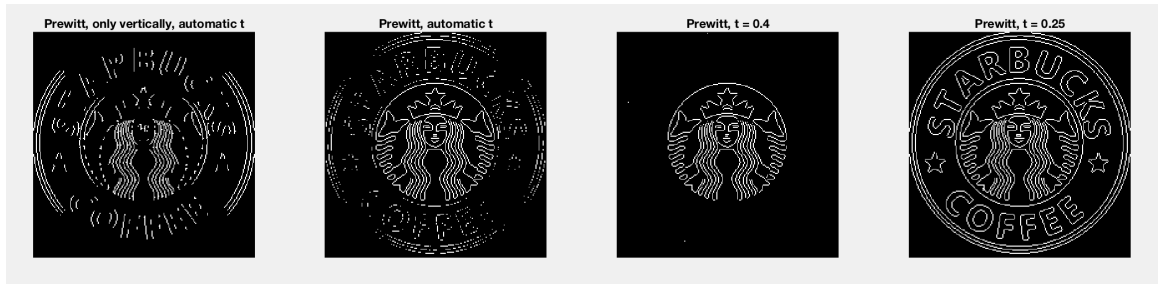 Prewitt, only vertically, automatic t
Prewitt, automatic t
Prewitt, t = 0.4
Prewitt, t = 0.25
STARBUCKS
COFFEE